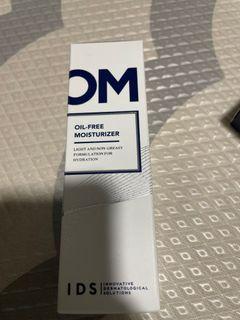 OM
OIL-FREE
MOISTURIZER
LIGHT AND NON-GREASY
FORMULATION FOR
HYDRATION
IDS
INNOVATIVE
DERMATOLOGICAL
SOLUTIONS